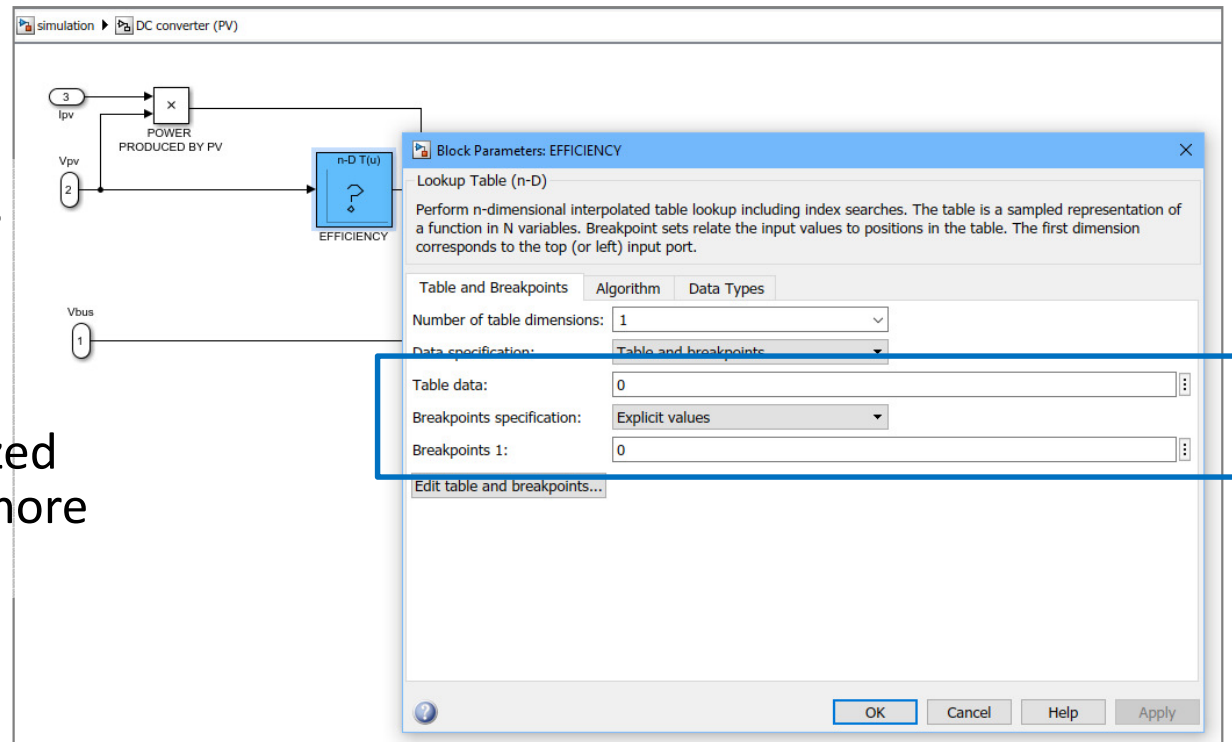 simulation DC converter (PV)
3
Ipv
×
POWER
PRODUCED BY PV
Vpv
2
n-D T(u)
?
EFFICIENCY
Vbus
1
Block Parameters: EFFICIENCY
Lookup Table (n-D)
Perform n-dimensional interpolated table lookup including index searches. The table is a sampled representation of
a function in N variables. Breakpoint sets relate the input values to positions in the table. The first dimension
corresponds to the top (or left) input port.
Table and Breakpoints Algorithm Data Types
Number of table dimensions: 1
Data specification: Table and breakpoints
Table data: 0
Breakpoints specification: Explicit values
Breakpoints 1: 0
Edit table and breakpoints...
OK Cancel Help Apply